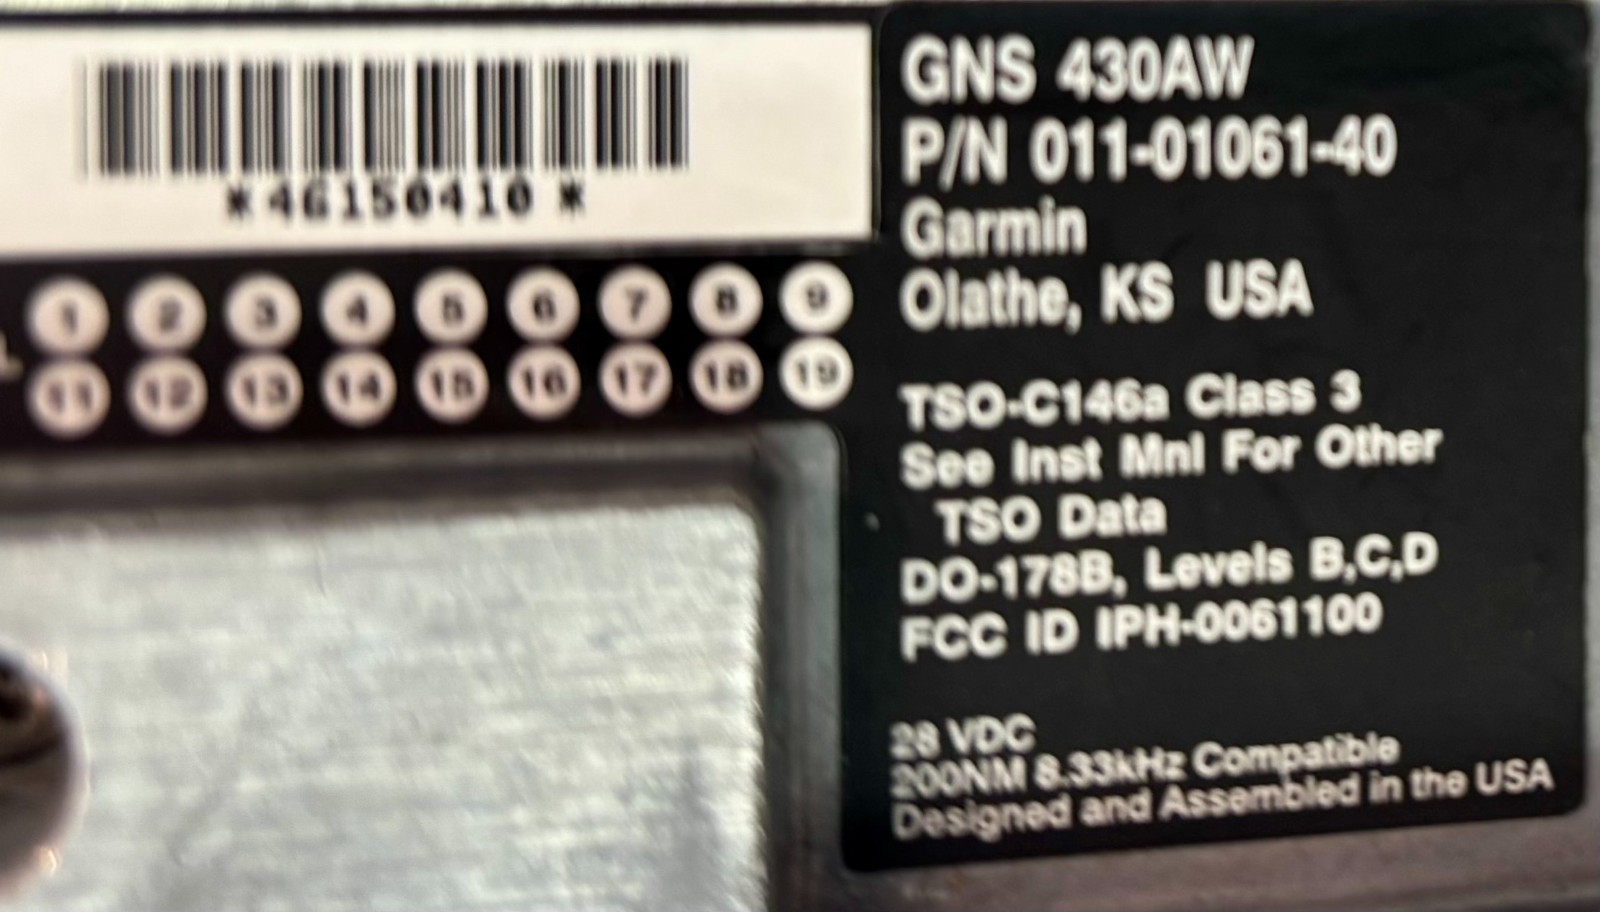 *46150410*
1 2 3 4 5 6 7 8 9
11 12 13 14 15 16 17 18 19
GNS 430AW
P/N 011-01061-40
Garmin
Olathe, KS USA
TSO-C146a Class 3
See Inst Mnl For Other
TSO Data
DO-178B, Levels B,C,D
FCC ID IPH-0061100
28 VDC
200NM 8.33kHz Compatible
Designed and Assembled in the USA